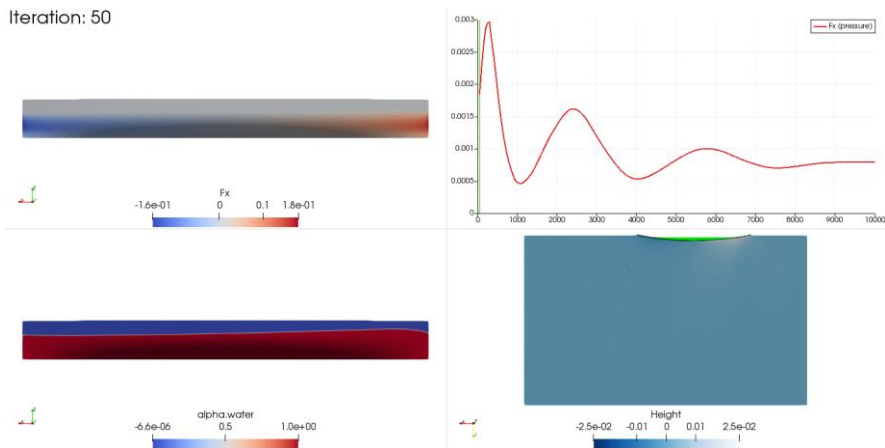 Iteration: 50
Fx
-1.6e-01 0 0.1 1.8e-01
0.003
0.0025
0.002
0.0015
0.001
0.0005
0
0 1000 2000 3000 4000 5000 6000 7000 8000 9000 10000
Fx (pressure)
alpha.water
-6.6e-06 0.5 1.0e+00
Height
-2.5e-02 -0.01 0 0.01 2.5e-02